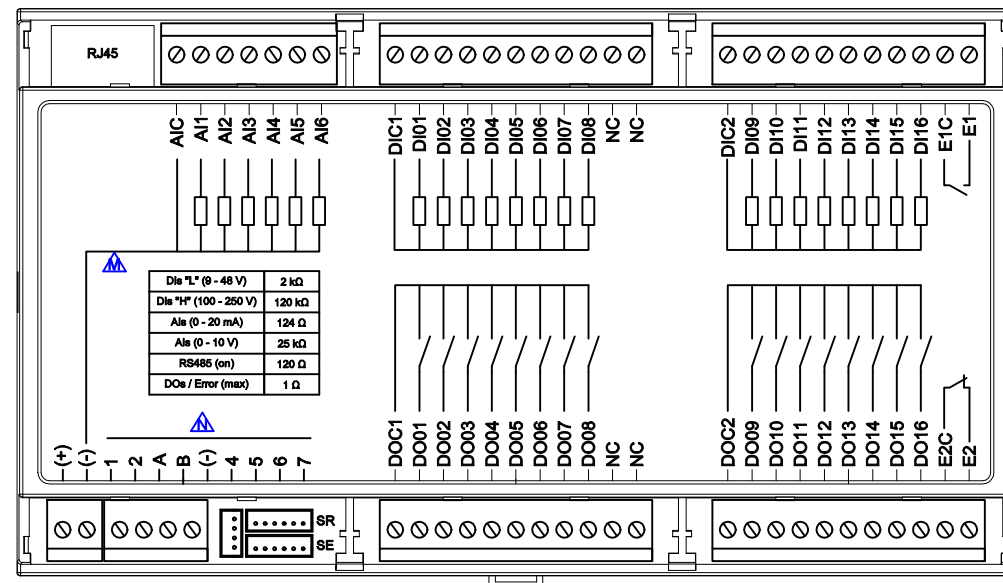 RJ45
AIC
AI1
AI2
AI3
AI4
AI5
AI6
DIC1
DI01
DI02
DI03
DI04
DI05
DI06
DI07
DI08
NC
NC
DIC2
DI09
DI10
DI11
DI12
DI13
DI14
DI15
DI16
E1C
E1
M
DIs "L" (9 - 48 V) 2 kΩ
DIs "H" (100 - 250 V) 120 kΩ
AIs (0 - 20 mA) 124 Ω
AIs (0 - 10 V) 25 kΩ
RS485 (on) 120 Ω
DOs / Error (max) 1 Ω
N
(+)
(-)
1
2
A
B
(-)
4
5
6
7
DOC1
DO01
DO02
DO03
DO04
DO05
DO06
DO07
DO08
NC
NC
DOC2
DO09
DO10
DO11
DO12
DO13
DO14
DO15
DO16
E2C
E2
SR
SE